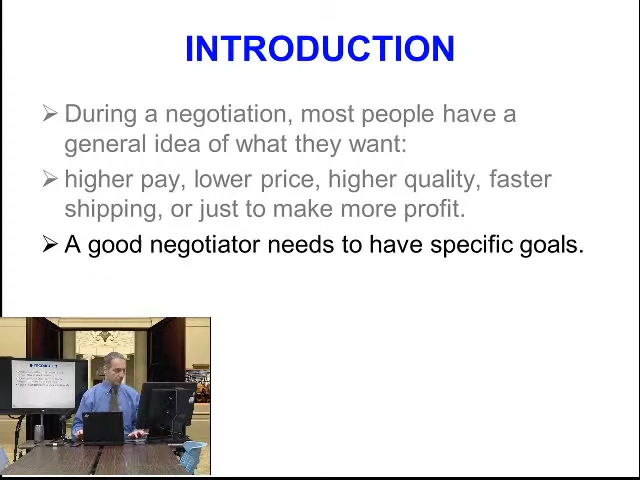 INTRODUCTION
During a negotiation, most people have a
general idea of what they want:
higher pay, lower price, higher quality, faster
shipping, or just to make more profit.
A good negotiator needs to have specific goals.
INTRODUCTION